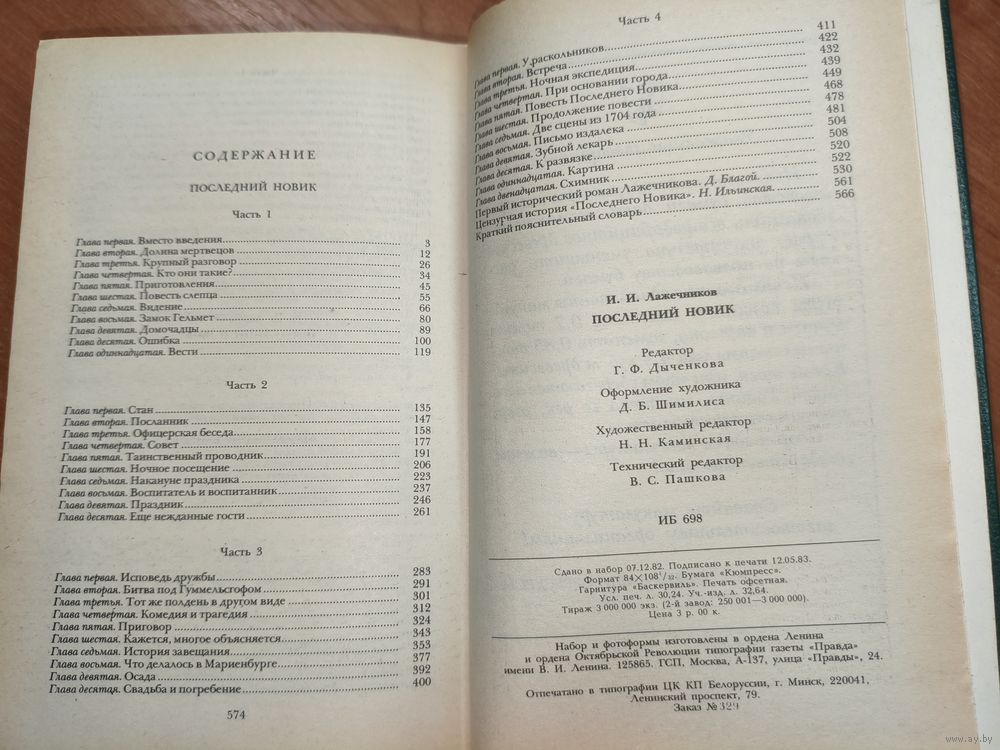 СОДЕРЖАНИЕ
ПОСЛЕДНИЙ НОВИК
Часть 1
Глава первая. Вместо введения 3
Глава вторая. Долина мертвецов 12
Глава третья. Крупный разговор 26
Глава четвертая. Кто они такие? 34
Глава пятая. Приготовления 45
Глава шестая. Повесть слепца 55
Глава седьмая. Видение 66
Глава восьмая. Замок Гельмет 80
Глава девятая. Домочадцы 89
Глава десятая. Ошибка 100
Глава одиннадцатая. Вести 119
Часть 2
Глава первая. Стан 135
Глава вторая. Посланник 147
Глава третья. Офицерская беседа 158
Глава четвертая. Совет 177
Глава пятая. Таинственный проводник 191
Глава шестая. Ночное посещение 206
Глава седьмая. Накануне праздника 223
Глава восьмая. Воспитатель и воспитанник 237
Глава девятая. Праздник 246
Глава десятая. Еще нежданные гости 261
Часть 3
Глава первая. Исповедь дружбы 283
Глава вторая. Битва под Гуммельсгофом 291
Глава третья. Тот же полдень в другом виде 301
Глава четвертая. Комедия и трагедия 312
Глава пятая. Приговор 324
Глава шестая. Кажется, многое объясняется 343
Глава седьмая. История завещания 353
Глава восьмая. Что делалось в Мариенбурге 377
Глава девятая. Осада 392
Глава десятая. Свадьба и погребение 400
574
Часть 4
Глава первая. У раскольников 411
Глава вторая. Встреча 422
Глава третья. Ночная экспедиция 432
Глава четвертая. При основании города 439
Глава пятая. Повесть Последнего Новика 449
Глава шестая. Продолжение повести 468
Глава седьмая. Две сцены из 1704 года 478
Глава восьмая. Письмо издалека 481
Глава девятая. Зубной лекарь 504
Глава десятая. К развязке 508
Глава одиннадцатая. Картина 520
Глава двенадцатая. Схимник 522
Первый исторический роман Лажечникова. Д. Благой. 530
Цензурная история «Последнего Новика». Н. Ильинская. 561
Краткий пояснительный словарь 566
И. И. Лажечников
ПОСЛЕДНИЙ НОВИК
Редактор
Г. Ф. Дыченкова
Оформление художника
Д. Б. Шимилиса
Художественный редактор
Н. Н. Каминская
Технический редактор
В. С. Пашкова
ИБ 698
Сдано в набор 07.12.82. Подписано к печати 12.05.83.
Формат 84×108¹/₃₂. Бумага «Кюмпресс».
Гарнитура «Баскервиль». Печать офсетная.
Усл. печ. л. 30,24. Уч.-изд. л. 32,64.
Тираж 3 000 000 экз. (2-й завод: 250 001—3 000 000).
Цена 3 р. 00 к.
Набор и фотоформы изготовлены в ордена Ленина
и ордена Октябрьской Революции типографии газеты «Правда»
имени В. И. Ленина. 125865. ГСП, Москва, А-137, улица «Правды», 24.
Отпечатано в типографии ЦК КП Белоруссии, г. Минск, 220041,
Ленинский проспект, 79.
Заказ № 329
www.ay.by